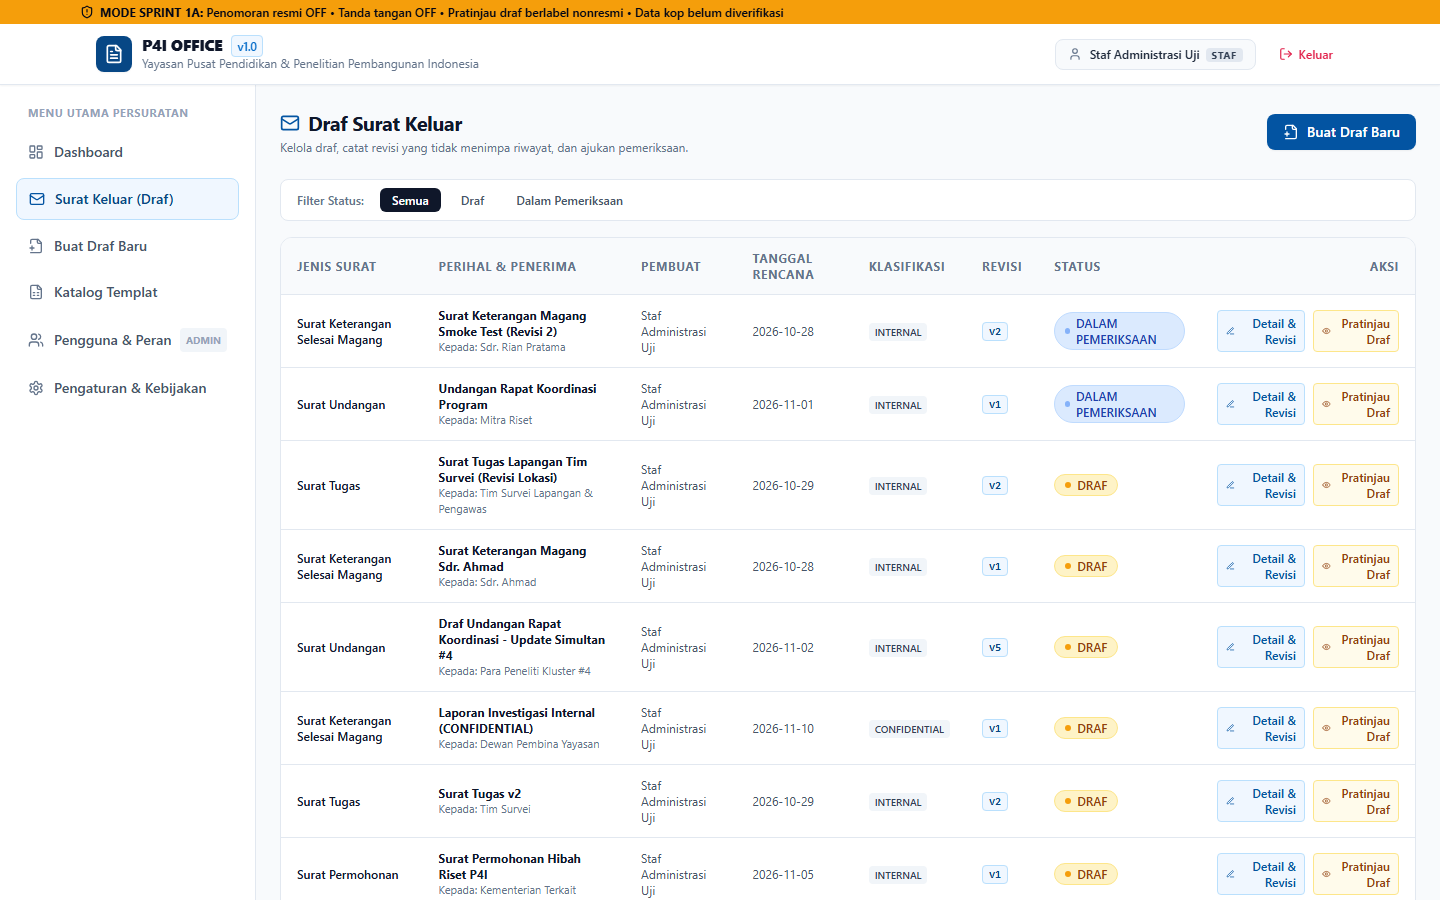 MODE SPRINT 1A: Penomoran resmi OFF • Tanda tangan OFF • Pratinjau draf berlabel nonresmi • Data kop belum diverifikasi
P4I OFFICE v1.0
Yayasan Pusat Pendidikan & Penelitian Pembangunan Indonesia
Staf Administrasi Uji STAF
Keluar
MENU UTAMA PERSURATAN
Dashboard
Surat Keluar (Draf)
Buat Draf Baru
Katalog Templat
Pengguna & Peran ADMIN
Pengaturan & Kebijakan
Draf Surat Keluar
Kelola draf, catat revisi yang tidak menimpa riwayat, dan ajukan pemeriksaan.
Buat Draf Baru
Filter Status: Semua Draf Dalam Pemeriksaan
JENIS SURAT
PERIHAL & PENERIMA
PEMBUAT
TANGGAL
RENCANA
KLASIFIKASI
REVISI
STATUS
AKSI
Surat Keterangan
Selesai Magang
Surat Keterangan Magang
Smoke Test (Revisi 2)
Kepada: Sdr. Rian Pratama
Staf
Administrasi
Uji
2026-10-28
INTERNAL
v2
DALAM
PEMERIKSAAN
Detail &
Revisi
Pratinjau
Draf
Surat Undangan
Undangan Rapat Koordinasi
Program
Kepada: Mitra Riset
Staf
Administrasi
Uji
2026-11-01
INTERNAL
v1
DALAM
PEMERIKSAAN
Detail &
Revisi
Pratinjau
Draf
Surat Tugas
Surat Tugas Lapangan Tim
Survei (Revisi Lokasi)
Kepada: Tim Survei Lapangan &
Pengawas
Staf
Administrasi
Uji
2026-10-29
INTERNAL
v2
DRAF
Detail &
Revisi
Pratinjau
Draf
Surat Keterangan
Selesai Magang
Surat Keterangan Magang
Sdr. Ahmad
Kepada: Sdr. Ahmad
Staf
Administrasi
Uji
2026-10-28
INTERNAL
v1
DRAF
Detail &
Revisi
Pratinjau
Draf
Surat Undangan
Draf Undangan Rapat
Koordinasi - Update Simultan
#4
Kepada: Para Peneliti Kluster #4
Staf
Administrasi
Uji
2026-11-02
INTERNAL
v5
DRAF
Detail &
Revisi
Pratinjau
Draf
Surat Keterangan
Selesai Magang
Laporan Investigasi Internal
(CONFIDENTIAL)
Kepada: Dewan Pembina Yayasan
Staf
Administrasi
Uji
2026-11-10
CONFIDENTIAL
v1
DRAF
Detail &
Revisi
Pratinjau
Draf
Surat Tugas
Surat Tugas v2
Kepada: Tim Survei
Staf
Administrasi
Uji
2026-10-29
INTERNAL
v2
DRAF
Detail &
Revisi
Pratinjau
Draf
Surat Permohonan
Surat Permohonan Hibah
Riset P4I
Kepada: Kementerian Terkait
Staf
Administrasi
Uji
2026-11-05
INTERNAL
v1
DRAF
Detail &
Revisi
Pratinjau
Draf